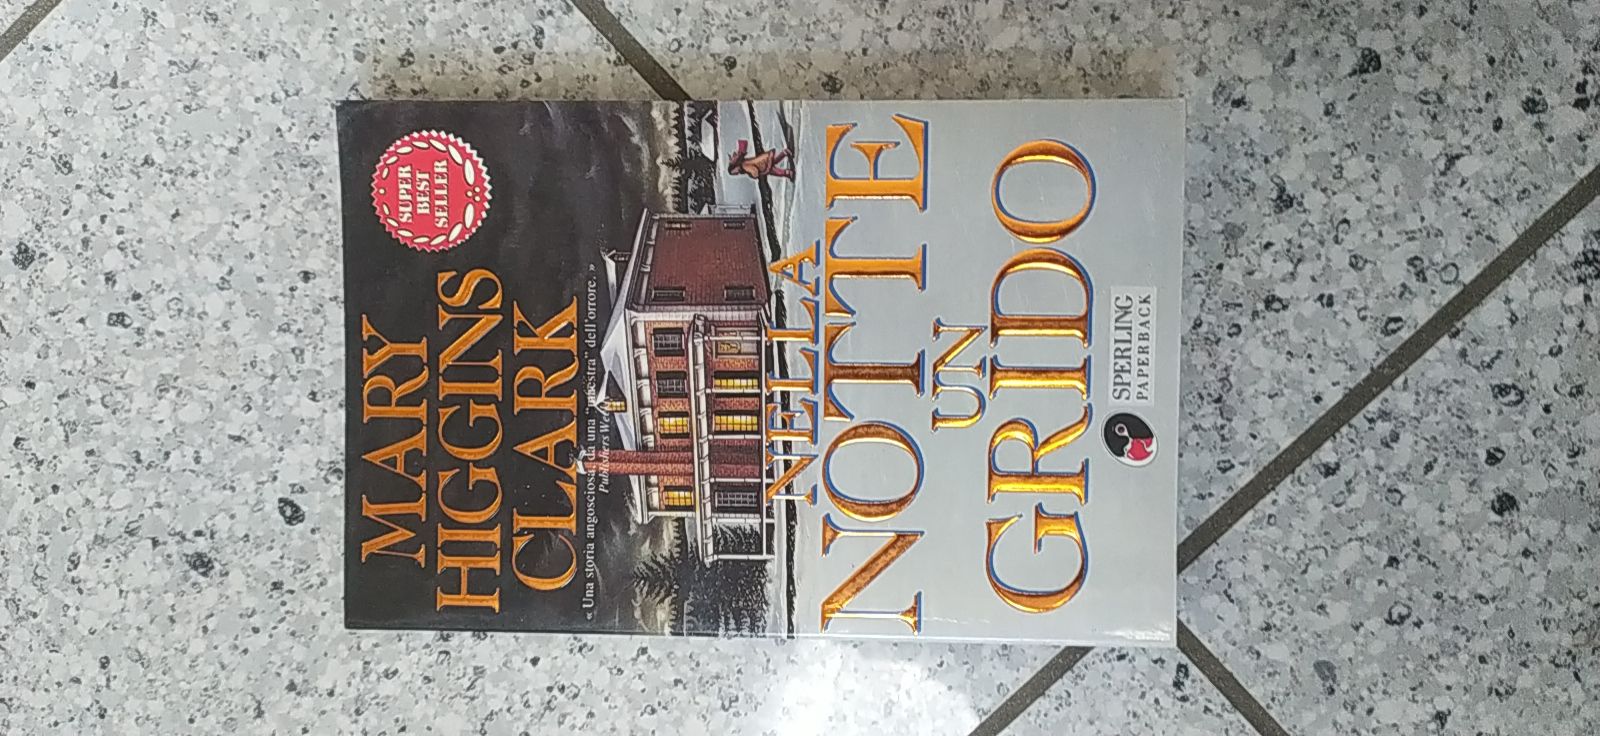 SUPER
BEST
SELLER
MARY
HIGGINS
CLARK
« Una storia angosciosa, da una "maestra" dell'orrore. »
Publishers
NELLA
NOTTE
UN
GRIDO
SPERLING
PAPERBACK